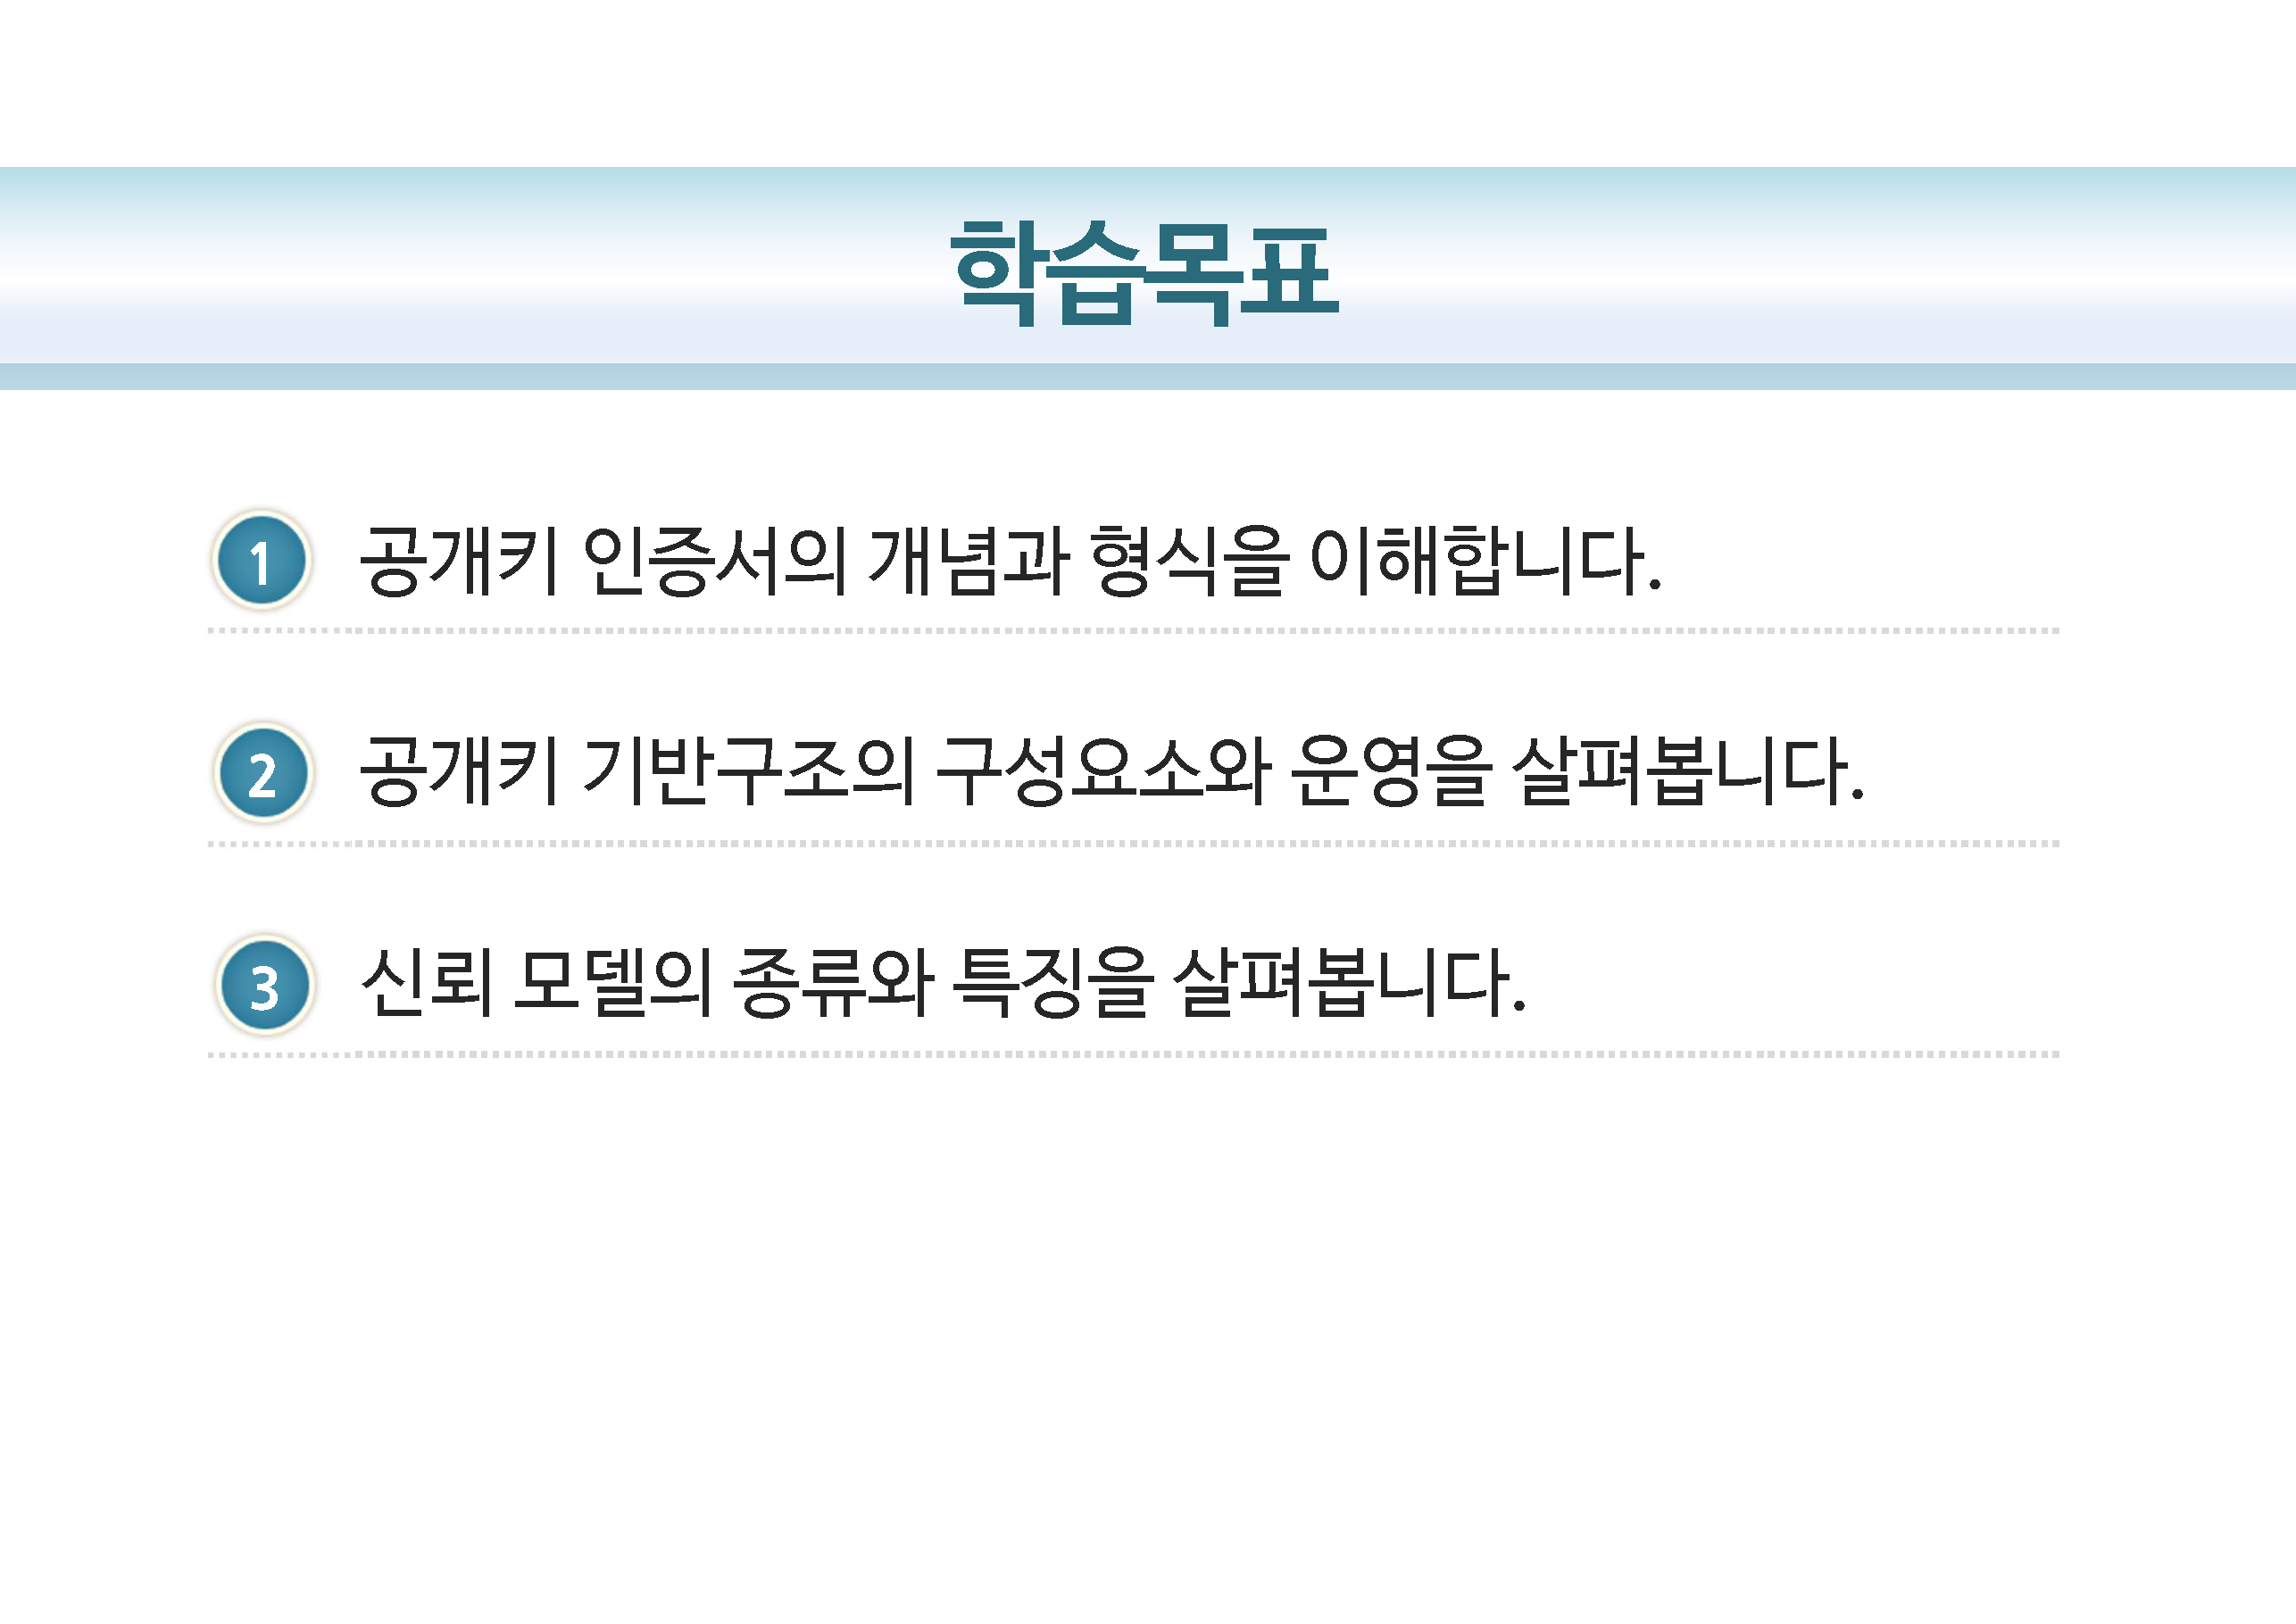 학습목표
1 공개키 인증서의 개념과 형식을 이해합니다.
2 공개키 기반구조의 구성요소와 운영을 살펴봅니다.
3 신뢰 모델의 종류와 특징을 살펴봅니다.